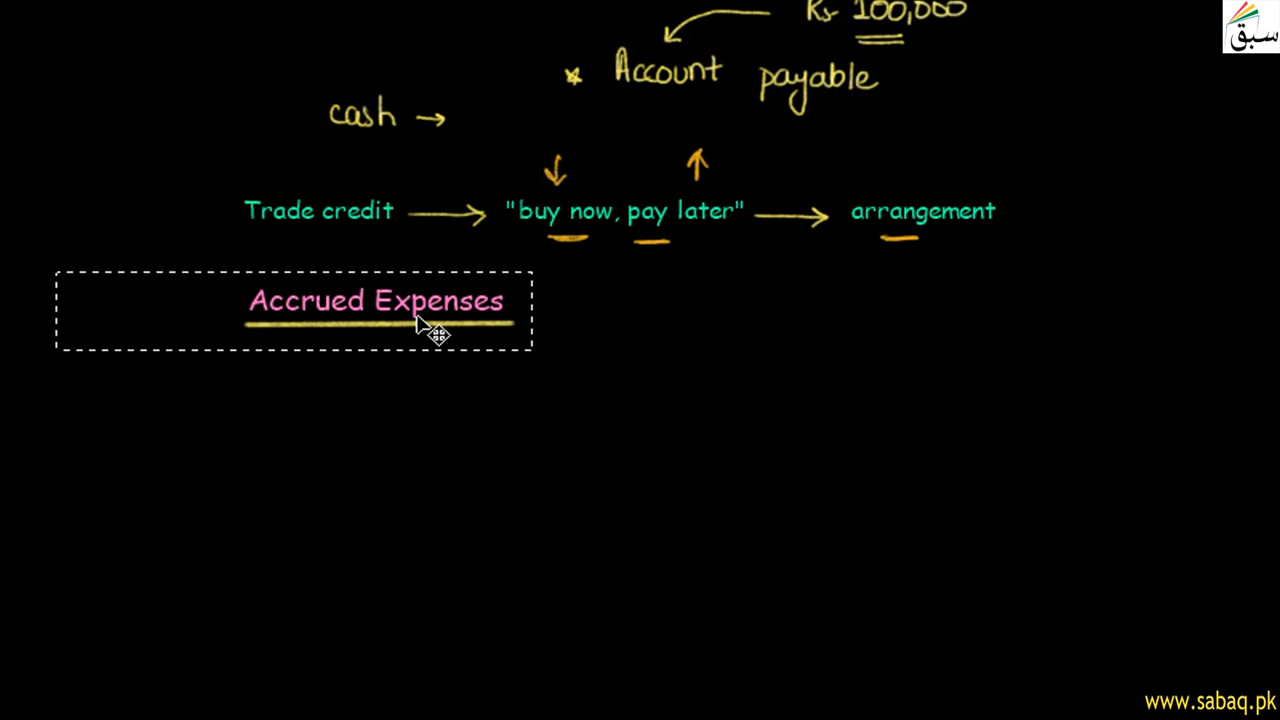 Rs 100,000
سبق
* Account payable
cash →
Trade credit → "buy now, pay later" → arrangement
Accrued Expenses
www.sabaq.pk